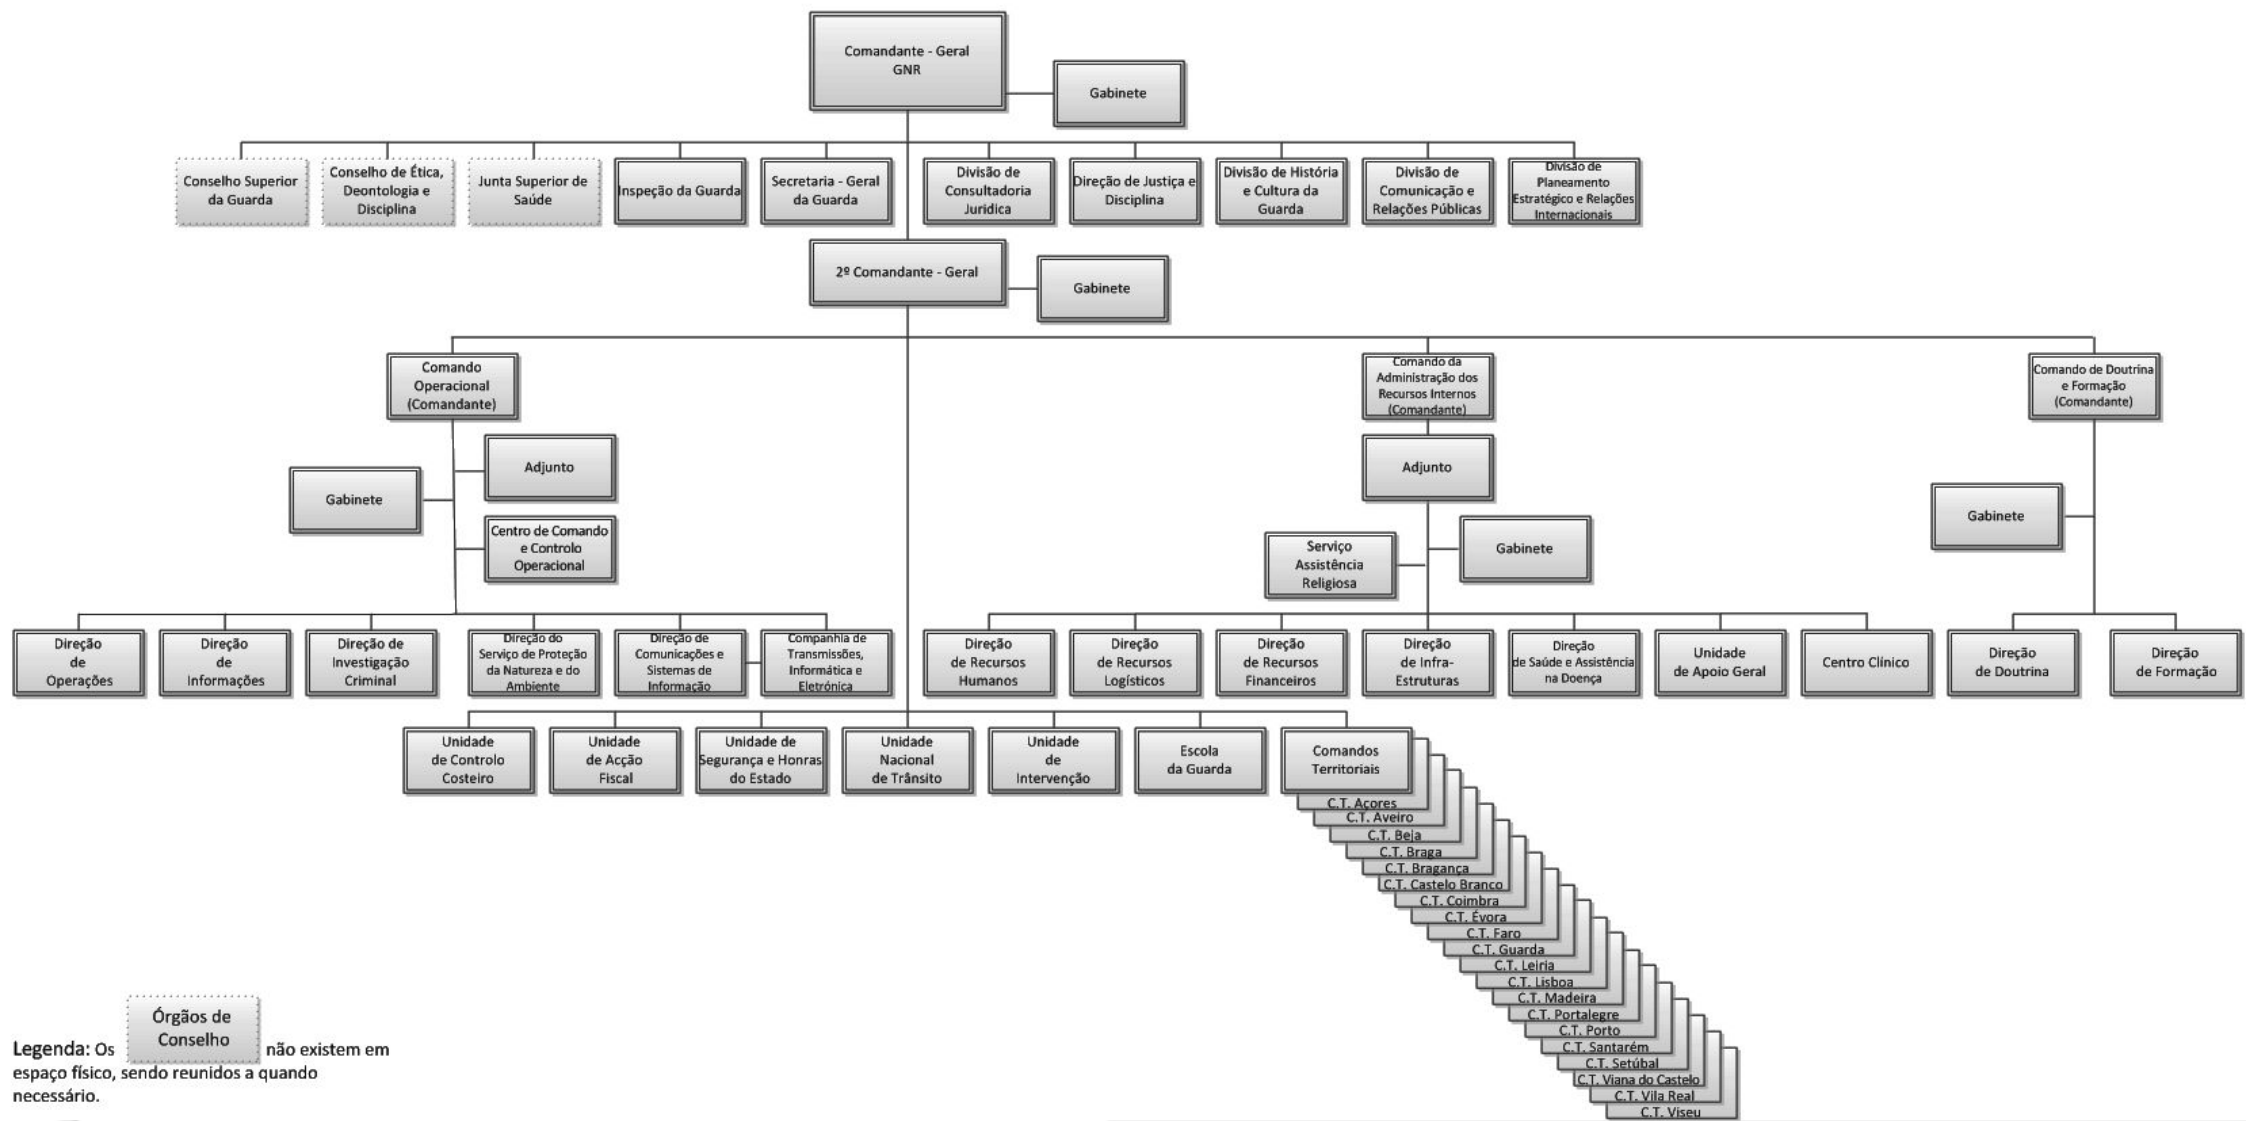 Comandante - Geral
GNR
Gabinete
Conselho Superior
da Guarda
Conselho de Ética,
Deontologia e
Disciplina
Junta Superior de
Saúde
Inspeção da Guarda
Secretaria - Geral
da Guarda
Divisão de
Consultadoria
Juridica
Direção de Justiça e
Disciplina
Divisão de História
e Cultura da
Guarda
Divisão de
Comunicação e
Relações Públicas
Divisão de
Planeamento
Estratégico e Relações
Internacionais
2º Comandante - Geral
Gabinete
Comando
Operacional
(Comandante)
Comando da
Administração dos
Recursos Internos
(Comandante)
Comando de Doutrina
e Formação
(Comandante)
Adjunto
Gabinete
Centro de Comando
e Controlo
Operacional
Adjunto
Serviço
Assistência
Religiosa
Gabinete
Gabinete
Direção
de
Operações
Direção
de
Informações
Direção de
Investigação
Criminal
Direção do
Serviço de Proteção
da Natureza e do
Ambiente
Direção de
Comunicações e
Sistemas de
Informação
Companhia de
Transmissões,
Informática e
Eletrónica
Direção
de Recursos
Humanos
Direção
de Recursos
Logísticos
Direção
de Recursos
Financeiros
Direção
de Infra-
Estruturas
Direção
de Saúde e Assistência
na Doença
Unidade
de Apoio Geral
Centro Clínico
Direção
de Doutrina
Direção
de Formação
Unidade
de Controlo
Costeiro
Unidade
de Acção
Fiscal
Unidade de
Segurança e Honras
do Estado
Unidade
Nacional
de Trânsito
Unidade
de
Intervenção
Escola
da Guarda
Comandos
Territoriais
C.T. Açores
C.T. Aveiro
C.T. Beja
C.T. Braga
C.T. Bragança
C.T. Castelo Branco
C.T. Coimbra
C.T. Évora
C.T. Faro
C.T. Guarda
C.T. Leiria
C.T. Lisboa
C.T. Madeira
C.T. Portalegre
C.T. Porto
C.T. Santarém
C.T. Setúbal
C.T. Viana do Castelo
C.T. Vila Real
C.T. Viseu
Órgãos de
Conselho
Legenda: Os não existem em
espaço físico, sendo reunidos a quando
necessário.